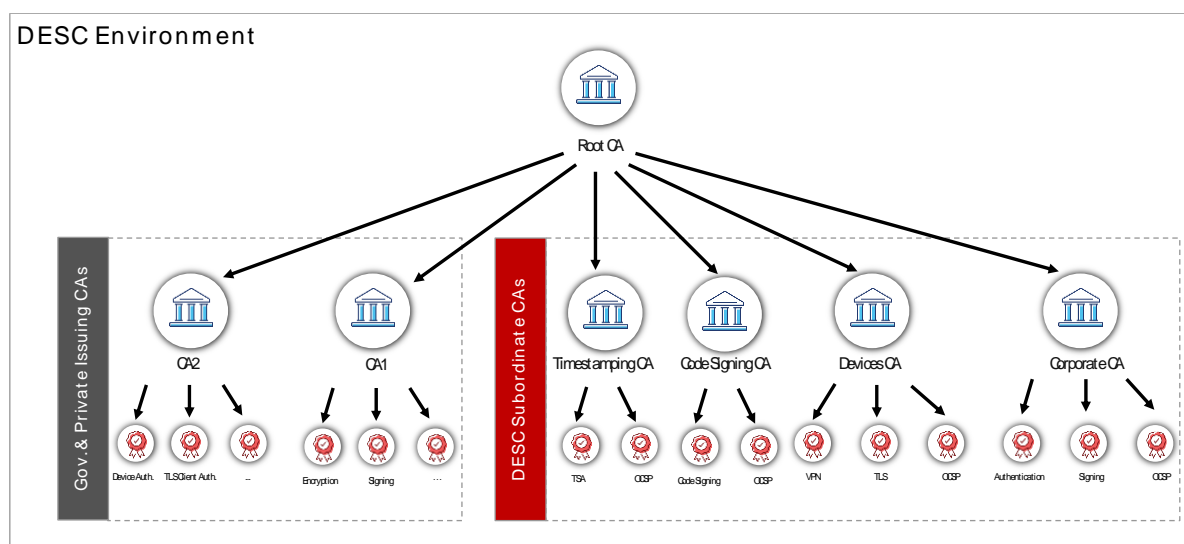 DESC Environment
Root CA
Gov. & Private Issuing CAs
CA2
CA1
Device Auth.
TLS Client Auth.
...
Encryption
Signing
...
DESC Subordinate CAs
Timestamping CA
Code Signing CA
Devices CA
Corporate CA
TSA
OCSP
Code Signing
OCSP
VPN
TLS
OCSP
Authentication
Signing
OCSP